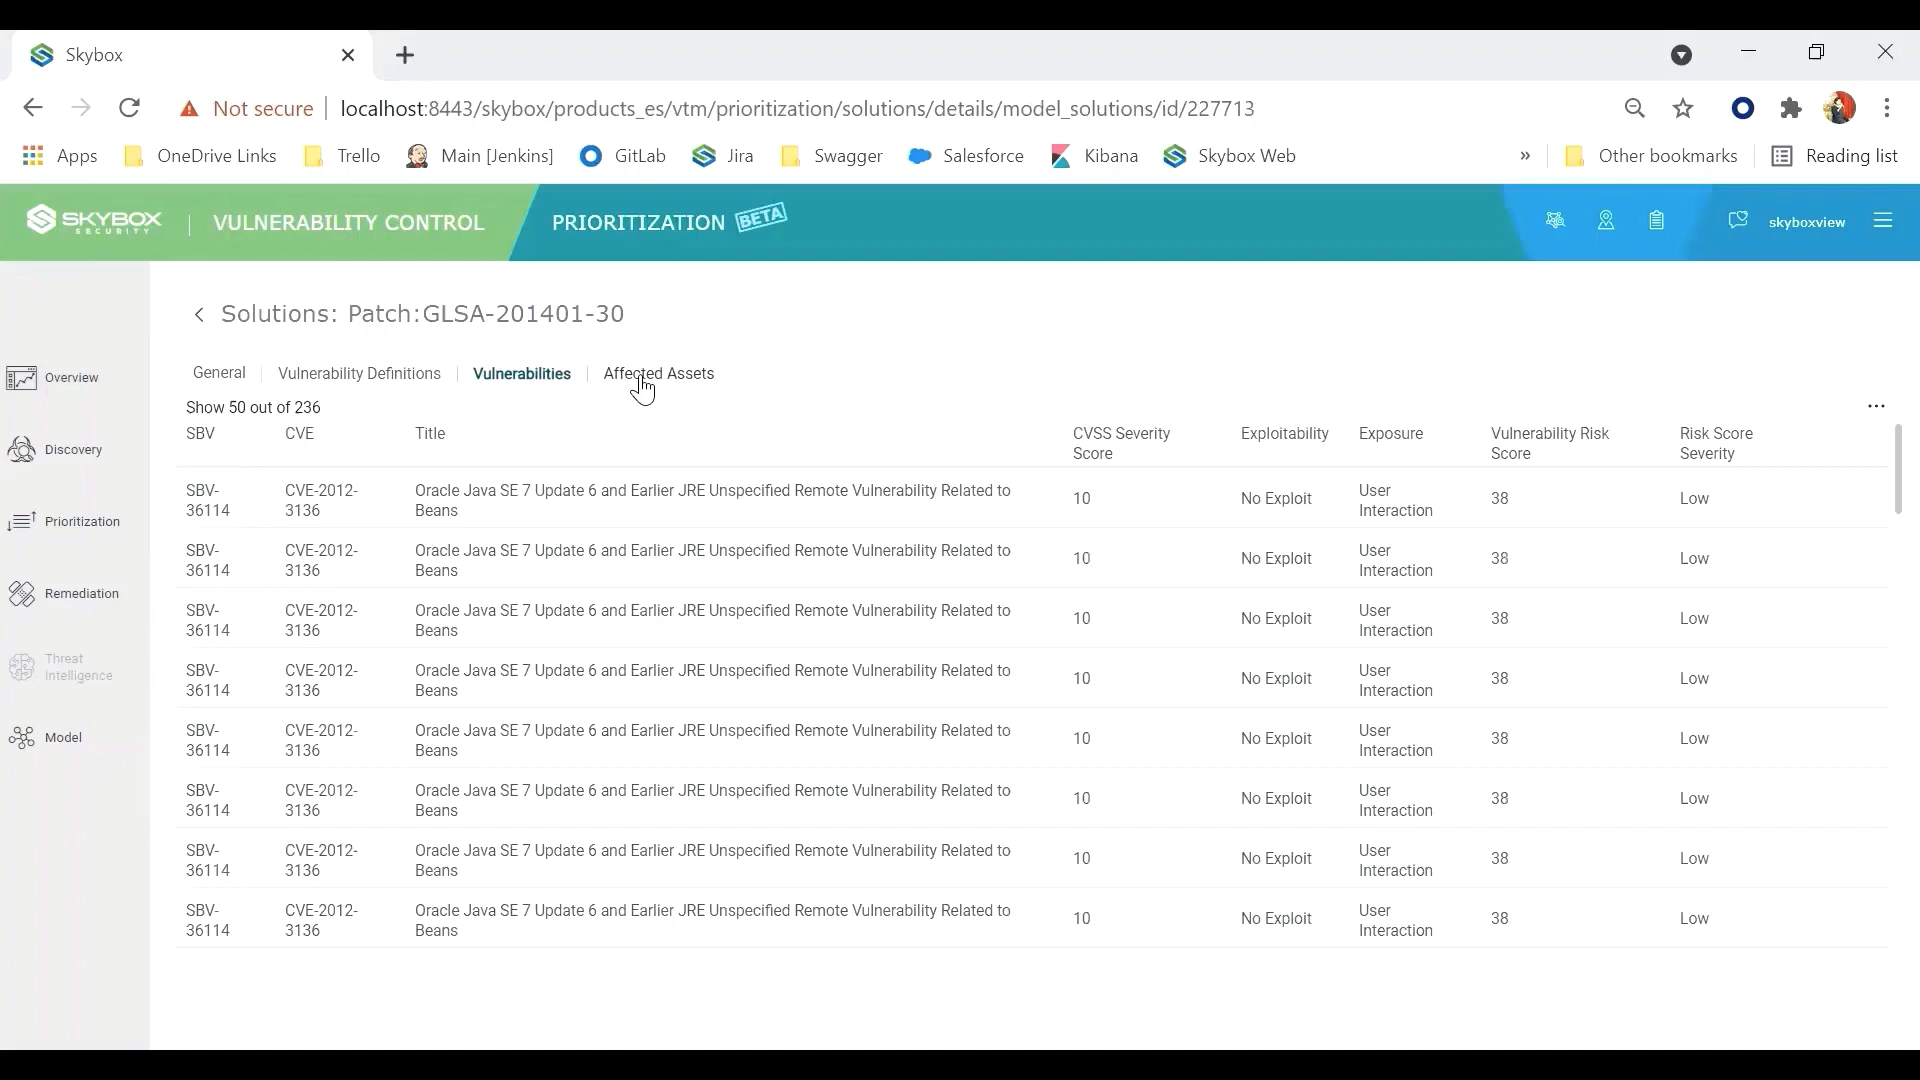 Skybox
Not secure localhost:8443/skybox/products_es/vtm/prioritization/solutions/details/model_solutions/id/227713
Apps OneDrive Links Trello Main [Jenkins] GitLab Jira Swagger Salesforce Kibana Skybox Web » Other bookmarks Reading list
SKYBOX SECURITY VULNERABILITY CONTROL PRIORITIZATION BETA skyboxview
Solutions: Patch:GLSA-201401-30
Overview
Discovery
Prioritization
Remediation
Threat
Intelligence
Model
General Vulnerability Definitions Vulnerabilities Affected Assets
Show 50 out of 236
SBV CVE Title CVSS Severity Score Exploitability Exposure Vulnerability Risk Score Risk Score Severity
SBV-36114 CVE-2012-3136 Oracle Java SE 7 Update 6 and Earlier JRE Unspecified Remote Vulnerability Related to Beans 10 No Exploit User Interaction 38 Low
SBV-36114 CVE-2012-3136 Oracle Java SE 7 Update 6 and Earlier JRE Unspecified Remote Vulnerability Related to Beans 10 No Exploit User Interaction 38 Low
SBV-36114 CVE-2012-3136 Oracle Java SE 7 Update 6 and Earlier JRE Unspecified Remote Vulnerability Related to Beans 10 No Exploit User Interaction 38 Low
SBV-36114 CVE-2012-3136 Oracle Java SE 7 Update 6 and Earlier JRE Unspecified Remote Vulnerability Related to Beans 10 No Exploit User Interaction 38 Low
SBV-36114 CVE-2012-3136 Oracle Java SE 7 Update 6 and Earlier JRE Unspecified Remote Vulnerability Related to Beans 10 No Exploit User Interaction 38 Low
SBV-36114 CVE-2012-3136 Oracle Java SE 7 Update 6 and Earlier JRE Unspecified Remote Vulnerability Related to Beans 10 No Exploit User Interaction 38 Low
SBV-36114 CVE-2012-3136 Oracle Java SE 7 Update 6 and Earlier JRE Unspecified Remote Vulnerability Related to Beans 10 No Exploit User Interaction 38 Low
SBV-36114 CVE-2012-3136 Oracle Java SE 7 Update 6 and Earlier JRE Unspecified Remote Vulnerability Related to Beans 10 No Exploit User Interaction 38 Low